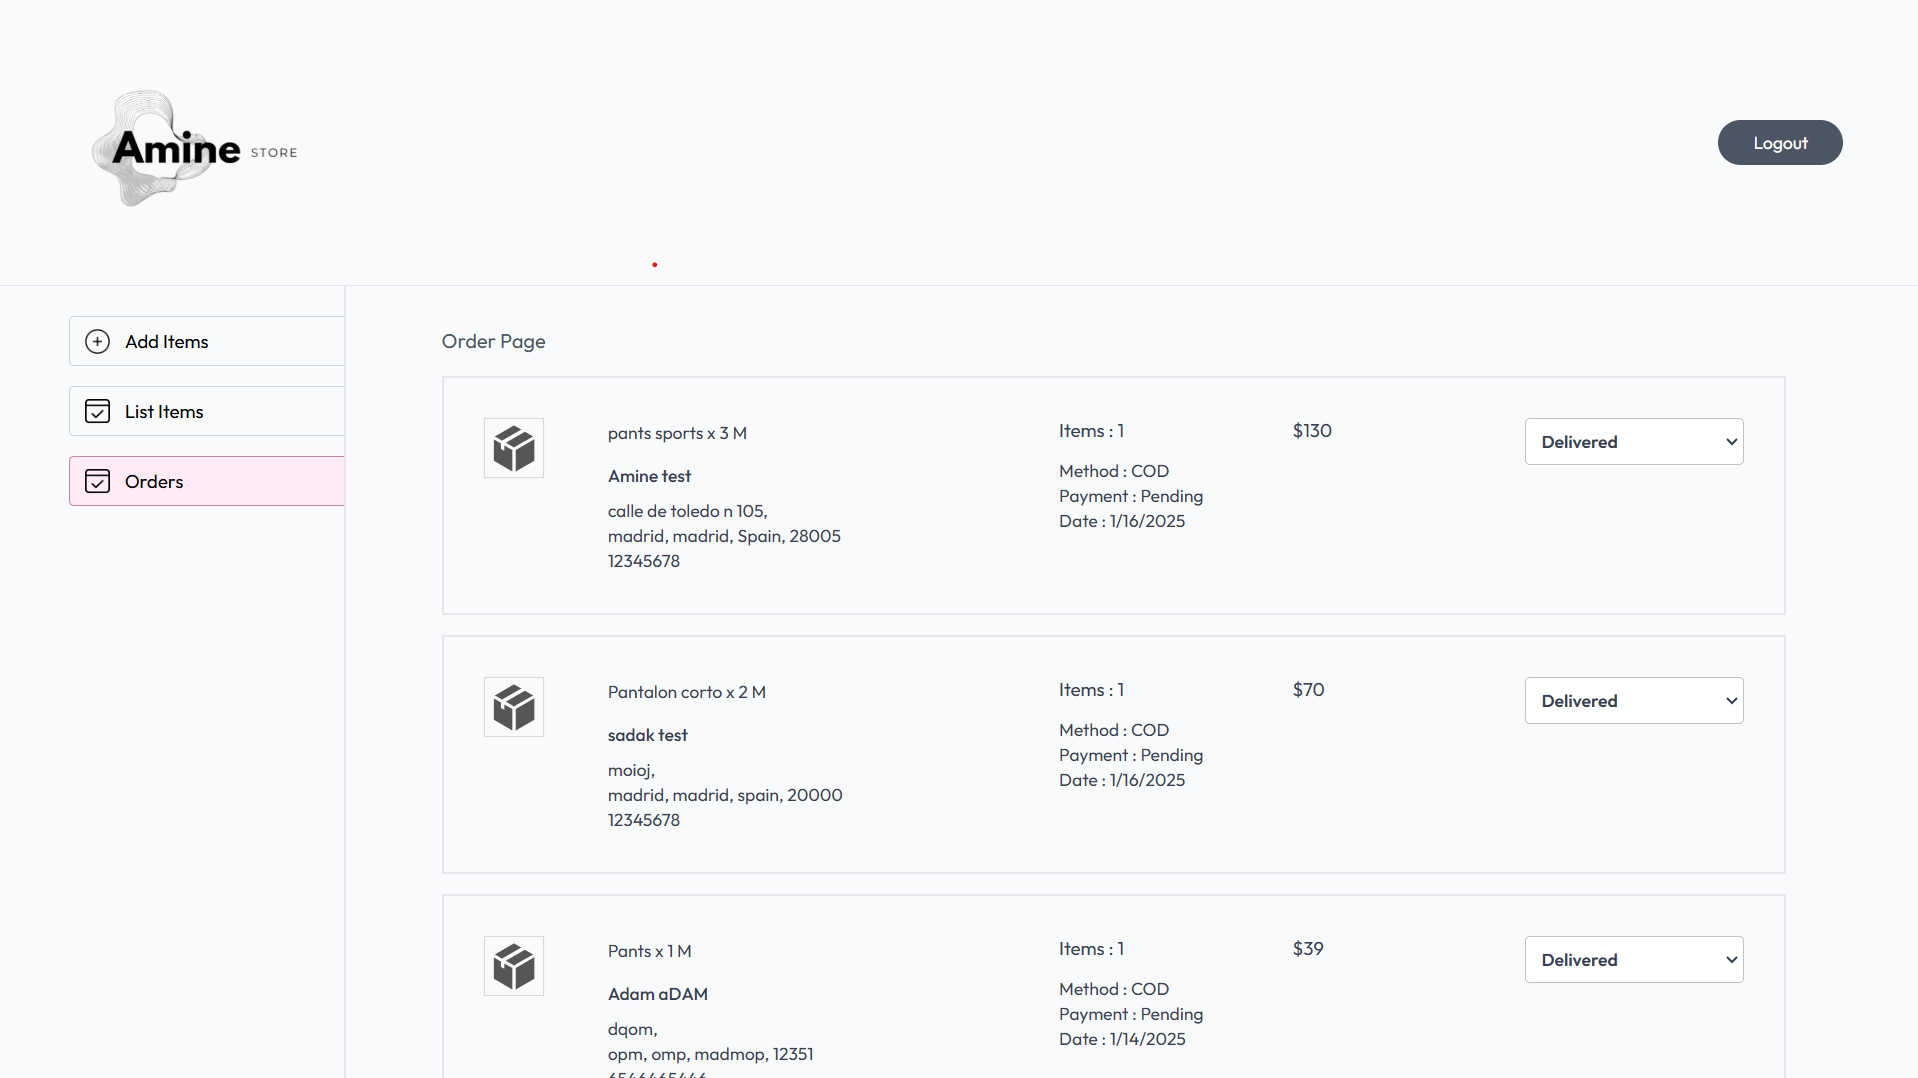 Amine STORE
Logout
Add Items
List Items
Orders
Order Page
pants sports x 3 M
Amine test
calle de toledo n 105,
madrid, madrid, Spain, 28005
12345678
Items : 1
Method : COD
Payment : Pending
Date : 1/16/2025
$130
Delivered
Pantalon corto x 2 M
sadak test
moioj,
madrid, madrid, spain, 20000
12345678
Items : 1
Method : COD
Payment : Pending
Date : 1/16/2025
$70
Delivered
Pants x 1 M
Adam aDAM
dqom,
opm, omp, madmop, 12351
Items : 1
Method : COD
Payment : Pending
Date : 1/14/2025
$39
Delivered